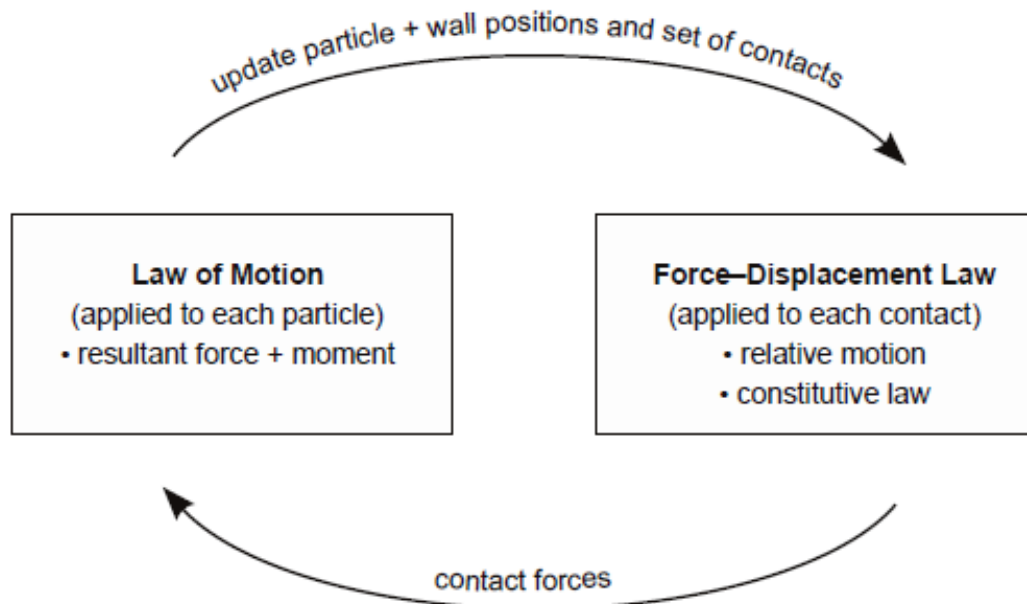 update particle + wall positions and set of contacts
Law of Motion
(applied to each particle)
• resultant force + moment
Force–Displacement Law
(applied to each contact)
• relative motion
• constitutive law
contact forces